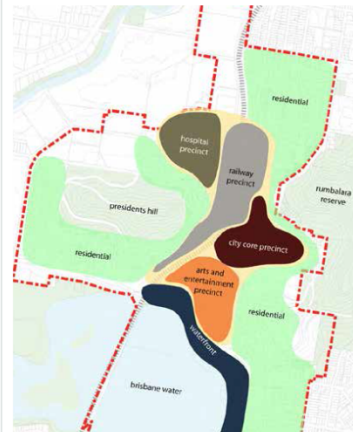 residential
hospital
precinct
railway
precinct
rumbalara
reserve
presidents hill
city core precinct
residential
arts and
entertainment
precinct
residential
waterfront
brisbane water